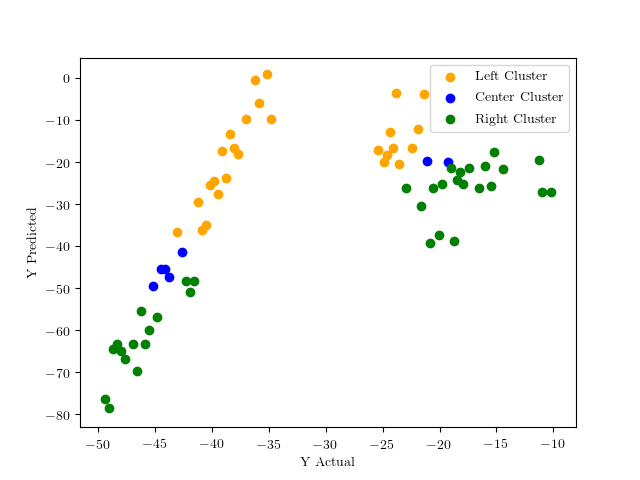 Left Cluster
Center Cluster
Right Cluster
0
−10
−20
−30
−40
−50
−60
−70
−80
Y Predicted
−50 −45 −40 −35 −30 −25 −20 −15 −10
Y Actual